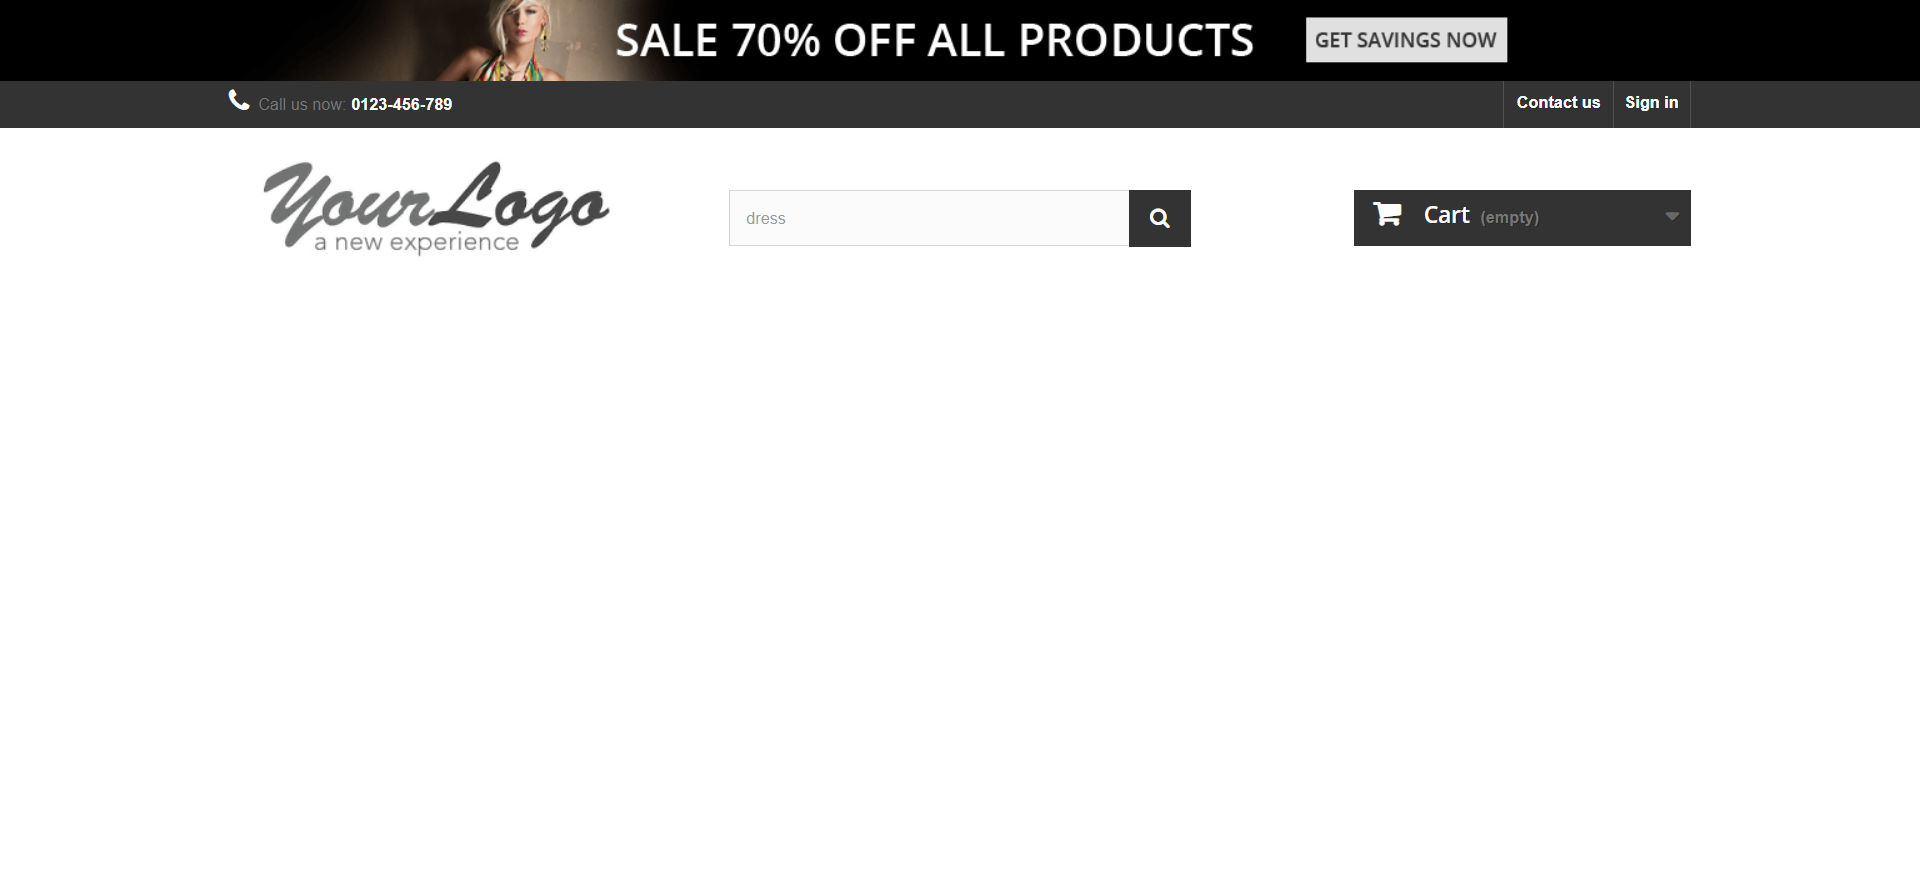 SALE 70% OFF ALL PRODUCTS GET SAVINGS NOW
Call us now: 0123-456-789 Contact us Sign in
YourLogo
a new experience
dress
Cart (empty)